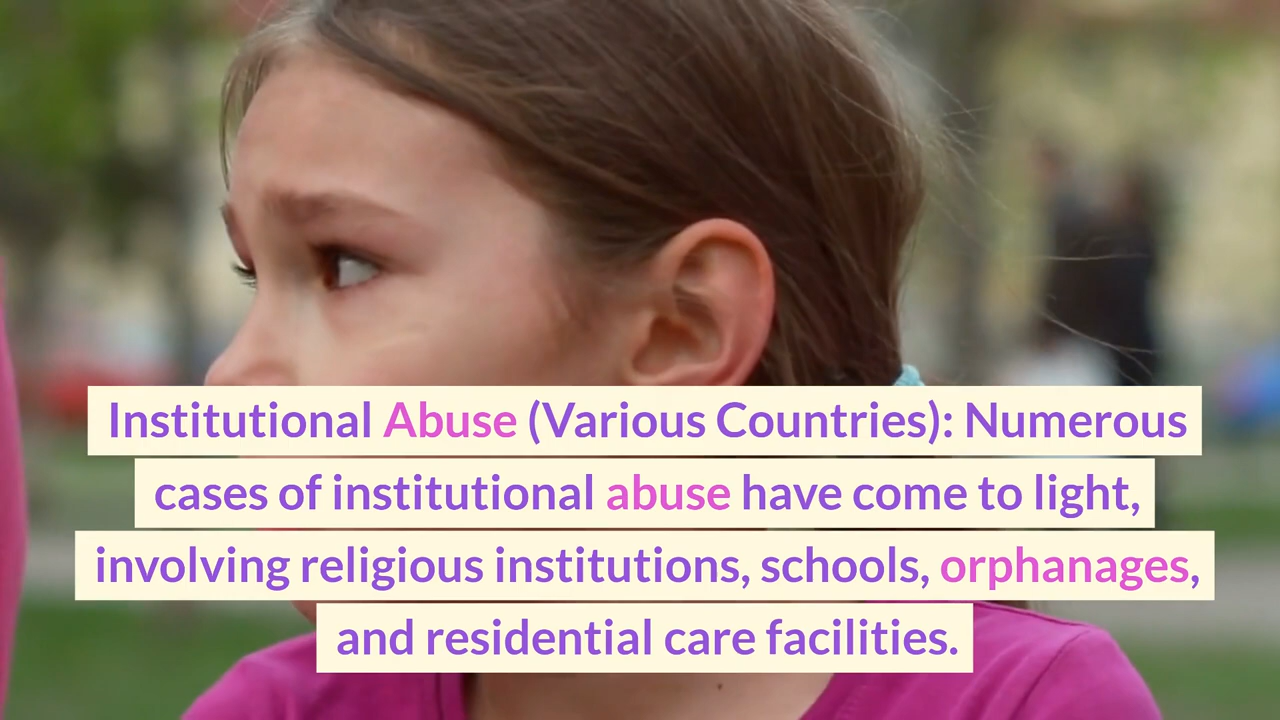 Institutional Abuse (Various Countries): Numerous
cases of institutional abuse have come to light,
involving religious institutions, schools, orphanages,
and residential care facilities.